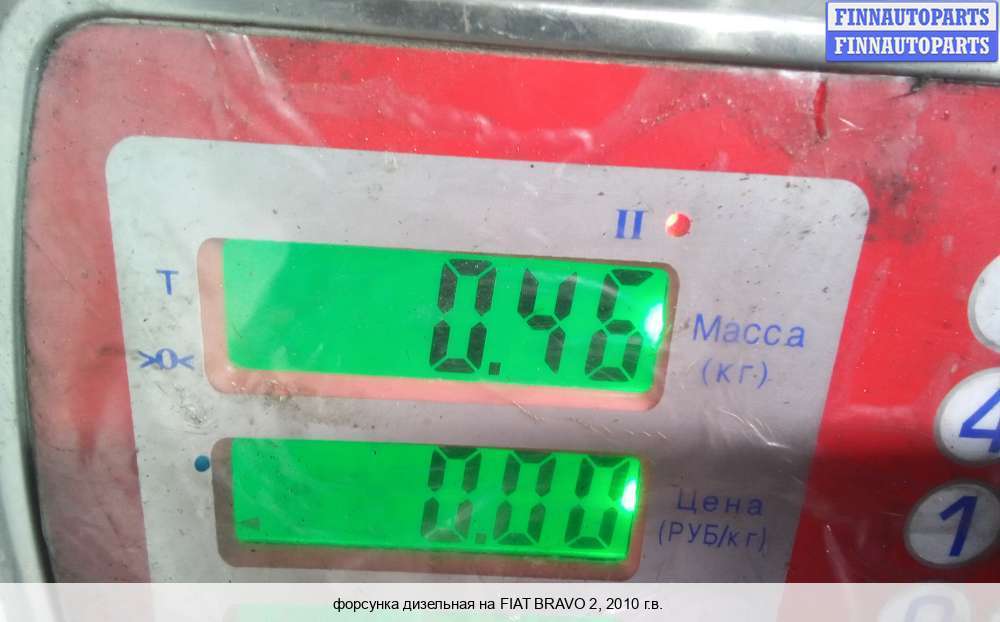 FINNAUTOPARTS
FINNAUTOPARTS
II
T
0.46
Масса
(кг.)
>0<
4
0.00
Цена
(РУБ/кг)
1
форсунка дизельная на FIAT BRAVO 2, 2010 г.в.